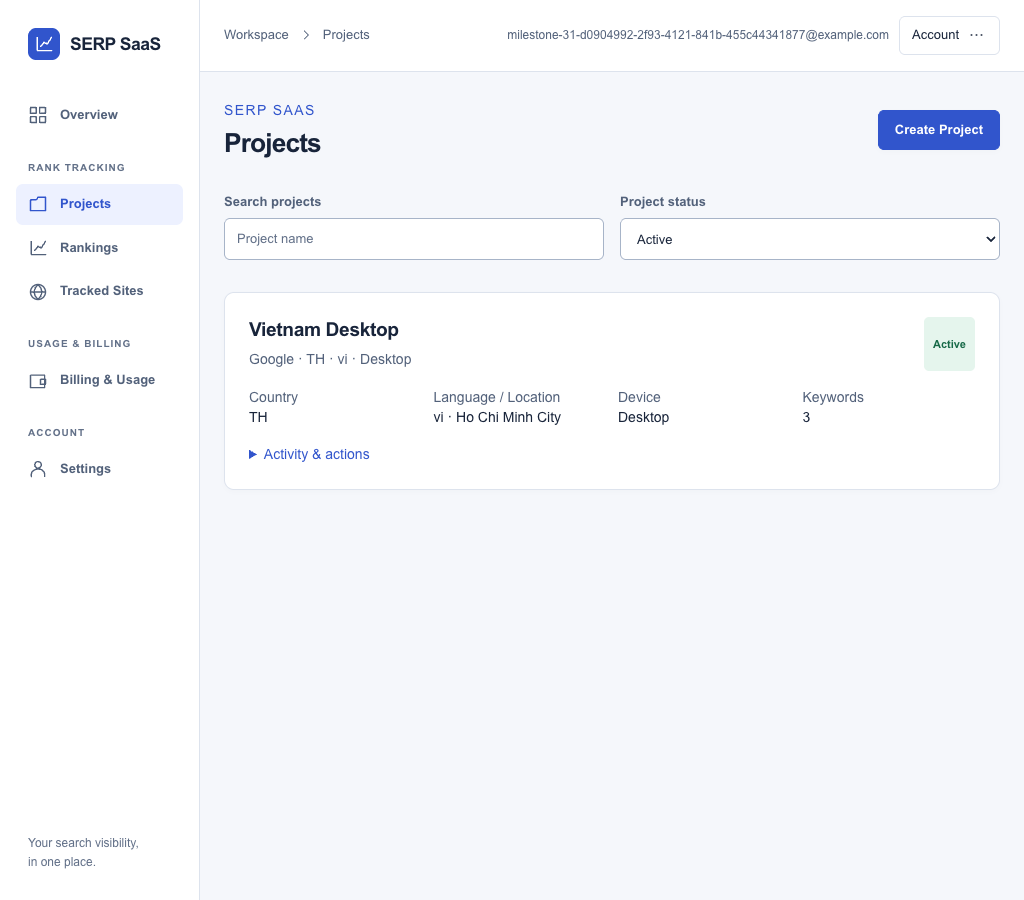 SERP SaaS
Overview
RANK TRACKING
Projects
Rankings
Tracked Sites
USAGE & BILLING
Billing & Usage
ACCOUNT
Settings
Your search visibility,
in one place.
Workspace > Projects
milestone-31-d0904992-2f93-4121-841b-455c44341877@example.com
Account ...
SERP SAAS
Projects
Create Project
Search projects
Project name
Project status
Active
Vietnam Desktop
Active
Google · TH · vi · Desktop
Country
TH
Language / Location
vi · Ho Chi Minh City
Device
Desktop
Keywords
3
Activity & actions